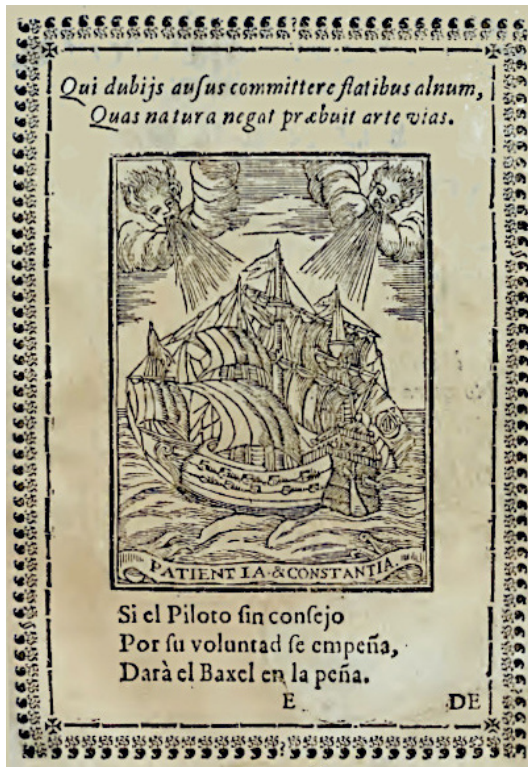 Qui dubijs auſus committere flatibus alnum,
Quas natura negat præbuit arte vias.
PATIENTIA·&CONSTANTIA.
Si el Piloto ſin conſejo
Por ſu voluntad ſe empeña,
Darà el Baxel en la peña.
E DE